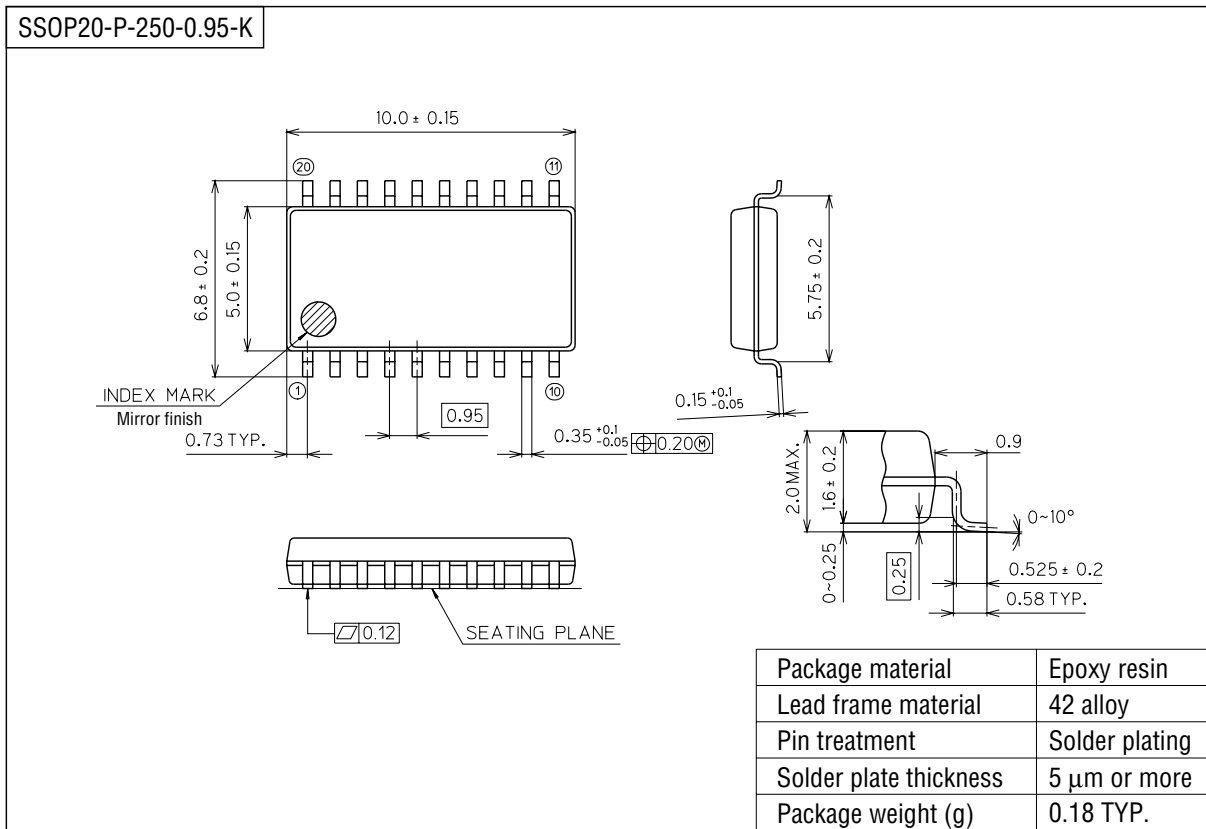 SSOP20-P-250-0.95-K
10.0 ± 0.15
20
11
6.8 ± 0.2
5.0 ± 0.15
5.75 ± 0.2
INDEX MARK
Mirror finish
1
10
0.73 TYP.
0.95
0.35 +0.1 -0.05
⌖ 0.20 Ⓜ
0.15 +0.1 -0.05
2.0 MAX.
1.6 ± 0.2
0.9
0~10°
0~0.25
0.25
0.525 ± 0.2
0.58 TYP.
⏥ 0.12
SEATING PLANE
Package material Epoxy resin
Lead frame material 42 alloy
Pin treatment Solder plating
Solder plate thickness 5 µm or more
Package weight (g) 0.18 TYP.